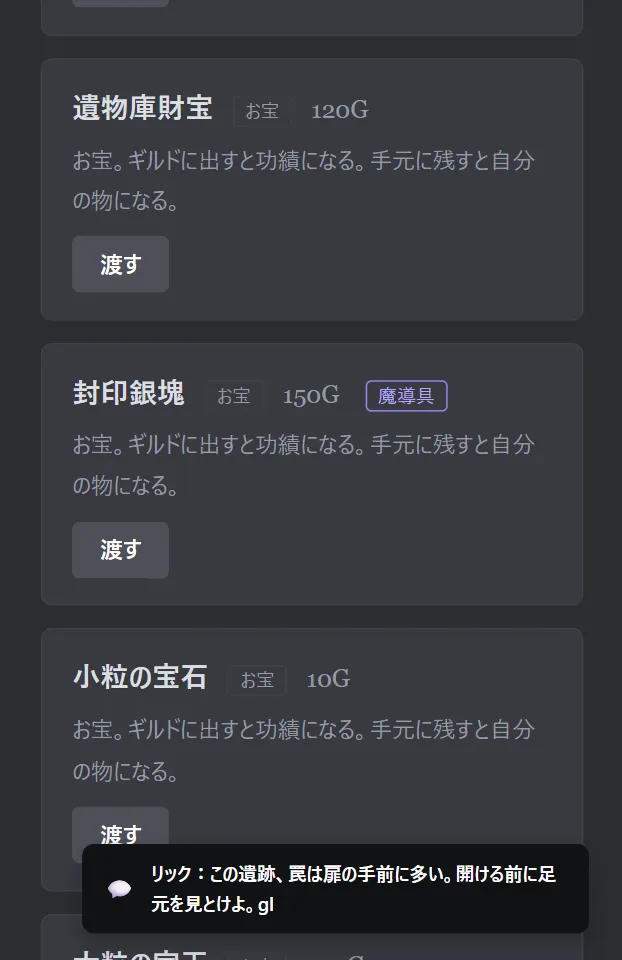 遺物庫財宝 お宝 120G
お宝。ギルドに出すと功績になる。手元に残すと自分
の物になる。
渡す
封印銀塊 お宝 150G 魔導具
お宝。ギルドに出すと功績になる。手元に残すと自分
の物になる。
渡す
小粒の宝石 お宝 10G
お宝。ギルドに出すと功績になる。手元に残すと自分
の物になる。
渡す
リック：この遺跡、罠は扉の手前に多い。開ける前に足
元を見とけよ。gl